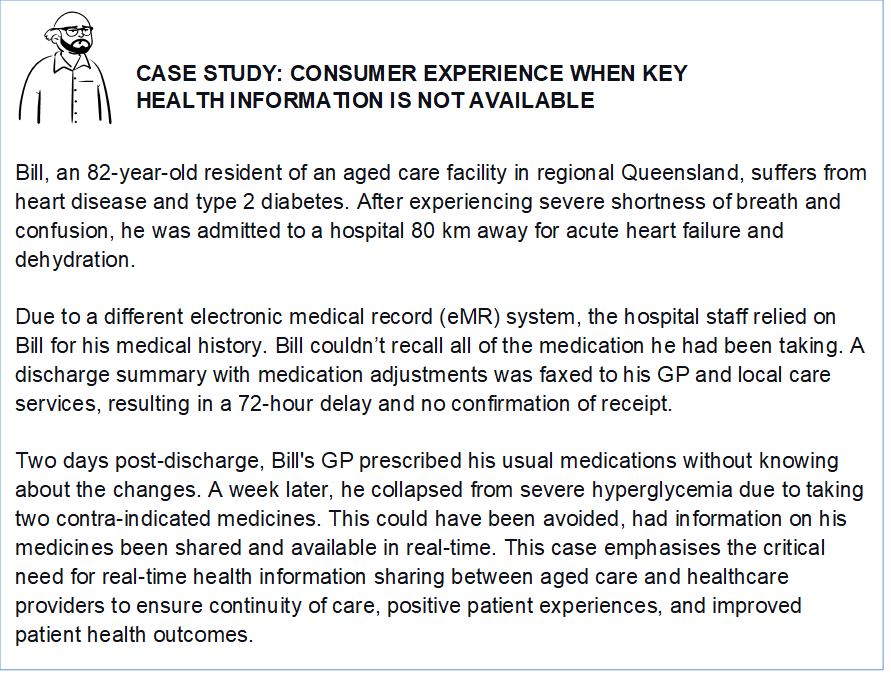 CASE STUDY: CONSUMER EXPERIENCE WHEN KEY
HEALTH INFORMATION IS NOT AVAILABLE
Bill, an 82-year-old resident of an aged care facility in regional Queensland, suffers from
heart disease and type 2 diabetes. After experiencing severe shortness of breath and
confusion, he was admitted to a hospital 80 km away for acute heart failure and
dehydration.
Due to a different electronic medical record (eMR) system, the hospital staff relied on
Bill for his medical history. Bill couldn’t recall all of the medication he had been taking. A
discharge summary with medication adjustments was faxed to his GP and local care
services, resulting in a 72-hour delay and no confirmation of receipt.
Two days post-discharge, Bill's GP prescribed his usual medications without knowing
about the changes. A week later, he collapsed from severe hyperglycemia due to taking
two contra-indicated medicines. This could have been avoided, had information on his
medicines been shared and available in real-time. This case emphasises the critical
need for real-time health information sharing between aged care and healthcare
providers to ensure continuity of care, positive patient experiences, and improved
patient health outcomes.